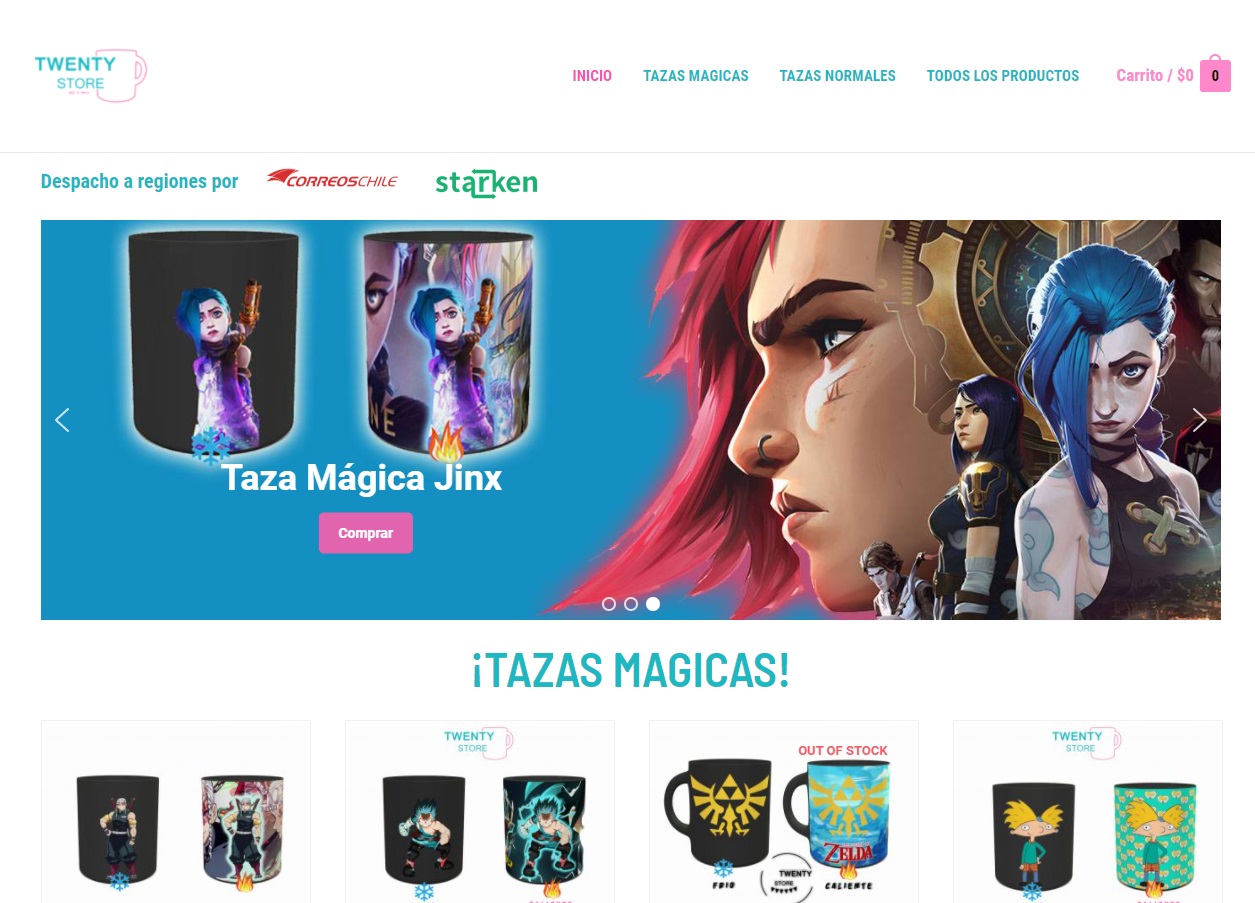 TWENTY
STORE
INICIO
TAZAS MAGICAS
TAZAS NORMALES
TODOS LOS PRODUCTOS
Carrito / $0
0
Despacho a regiones por
CORREOSCHILE
starken
NE
Taza Mágica Jinx
Comprar
¡TAZAS MAGICAS!
TWENTY
STORE
OUT OF STOCK
ZELDA
FRIO
TWENTY
STORE
CALIENTE
TWENTY
STORE